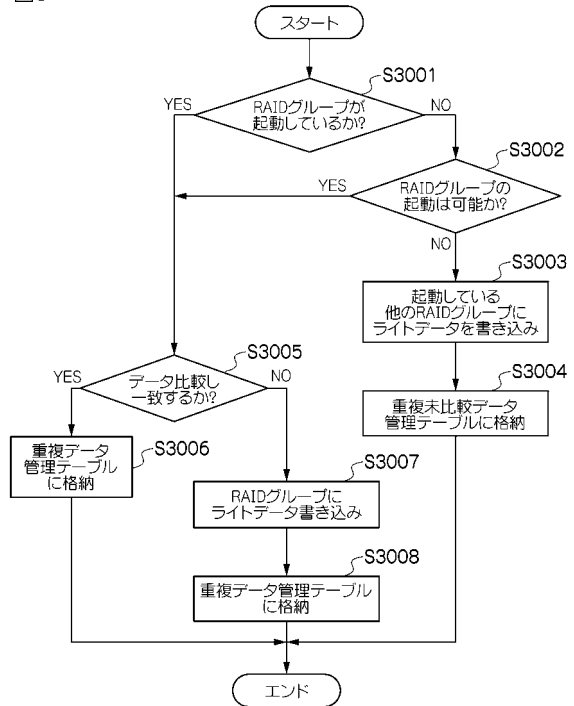 スタート
S3001
RAIDグループが
起動しているか?
YES
NO
S3002
RAIDグループの
起動は可能か?
YES
NO
S3003
起動している
他のRAIDグループに
ライトデータを書き込み
S3004
重複未比較データ
管理テーブルに格納
S3005
データ比較し
一致するか?
YES
NO
S3006
重複データ
管理テーブル
に格納
S3007
RAIDグループに
ライトデータ書き込み
S3008
重複データ管理テーブル
に格納
エンド